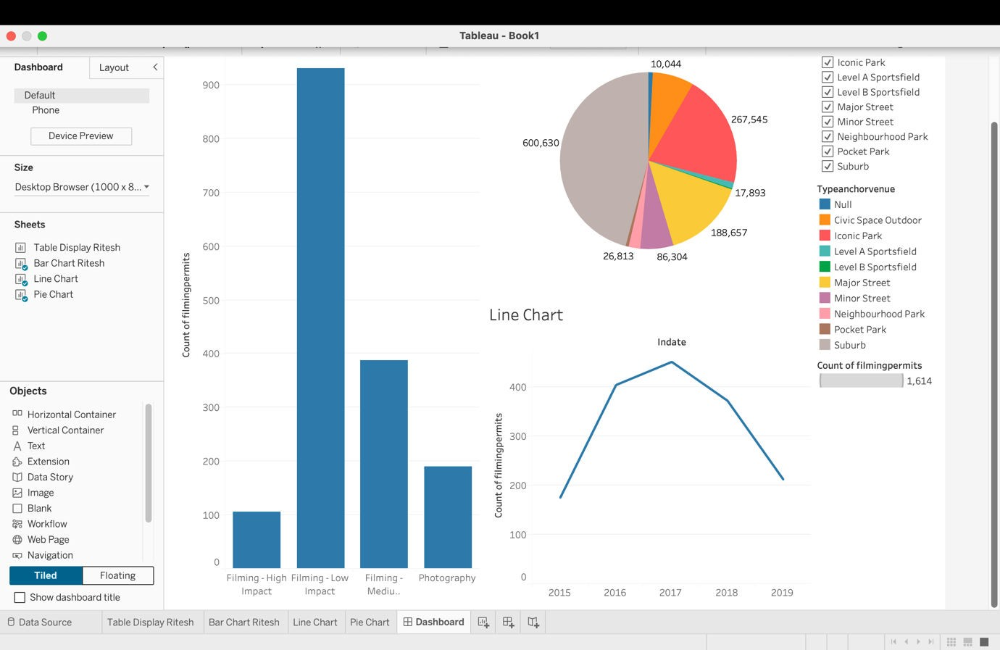 Tableau - Book1
Dashboard
Layout
Default
Phone
Device Preview
Size
Desktop Browser (1000 x 8...
Sheets
Table Display Ritesh
Bar Chart Ritesh
Line Chart
Pie Chart
Objects
Horizontal Container
Vertical Container
Text
Extension
Data Story
Image
Blank
Workflow
Web Page
Navigation
Tiled
Floating
Show dashboard title
Count of filmingpermits
900
800
700
600
500
400
300
200
100
0
Filming - High Impact
Filming - Low Impact
Filming - Mediu..
Photography
10,044
267,545
600,630
17,893
188,657
26,813
86,304
Line Chart
Indate
Count of filmingpermits
400
300
200
100
0
2015
2016
2017
2018
2019
Iconic Park
Level A Sportsfield
Level B Sportsfield
Major Street
Minor Street
Neighbourhood Park
Pocket Park
Suburb
Typeanchorvenue
Null
Civic Space Outdoor
Iconic Park
Level A Sportsfield
Level B Sportsfield
Major Street
Minor Street
Neighbourhood Park
Pocket Park
Suburb
Count of filmingpermits
1,614
Data Source
Table Display Ritesh
Bar Chart Ritesh
Line Chart
Pie Chart
Dashboard